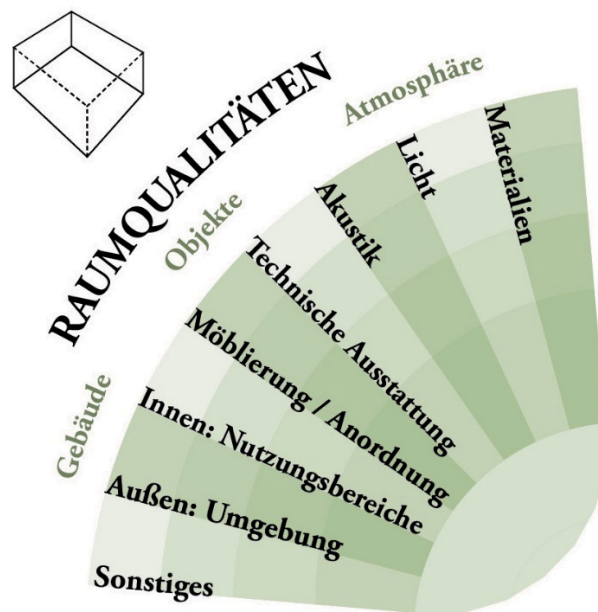 RAUMQUALITÄTEN
Atmosphäre
Objekte
Gebäude
Materialien
Licht
Akustik
Technische Ausstattung
Möblierung / Anordnung
Innen: Nutzungsbereiche
Außen: Umgebung
Sonstiges